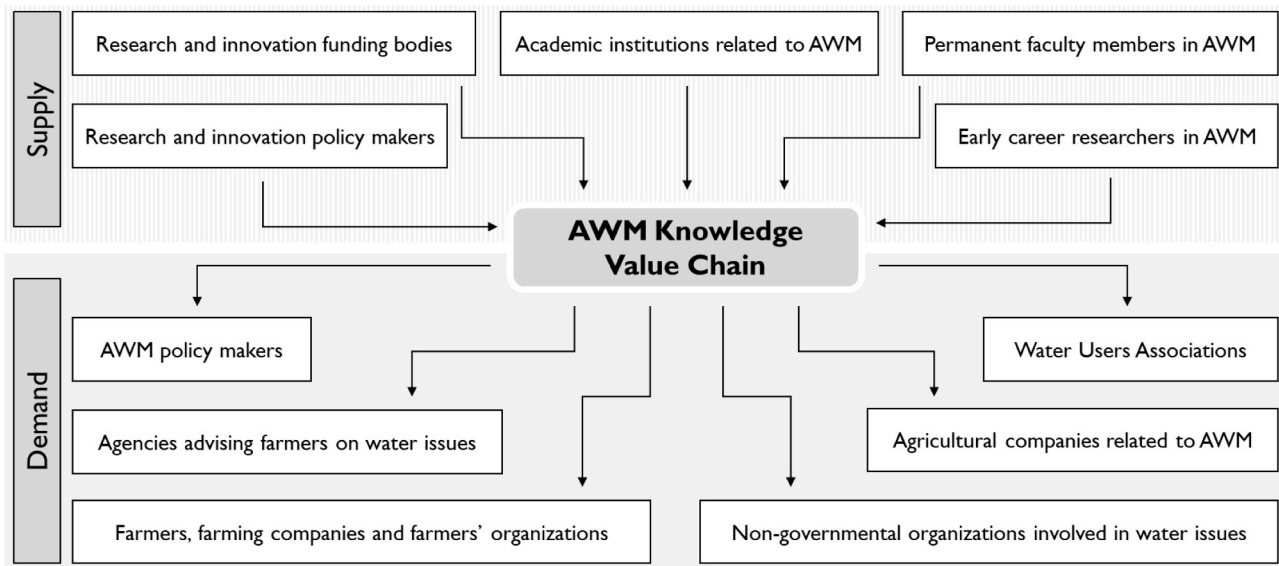 Supply
Research and innovation funding bodies
Academic institutions related to AWM
Permanent faculty members in AWM
Research and innovation policy makers
Early career researchers in AWM
AWM Knowledge
Value Chain
Demand
AWM policy makers
Water Users Associations
Agencies advising farmers on water issues
Agricultural companies related to AWM
Farmers, farming companies and farmers’ organizations
Non-governmental organizations involved in water issues